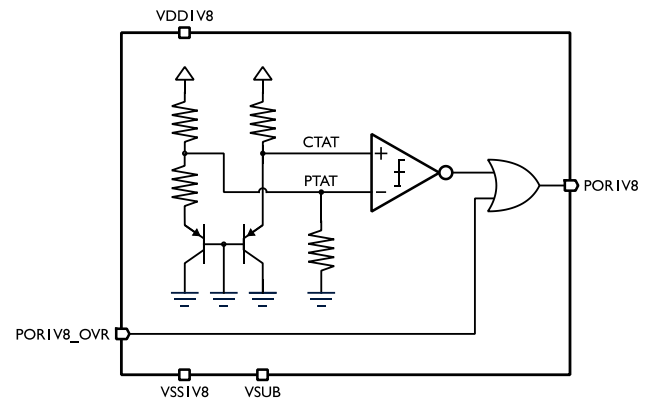 VDD1V8
CTAT
+
PTAT
−
POR1V8
POR1V8_OVR
VSS1V8
VSUB